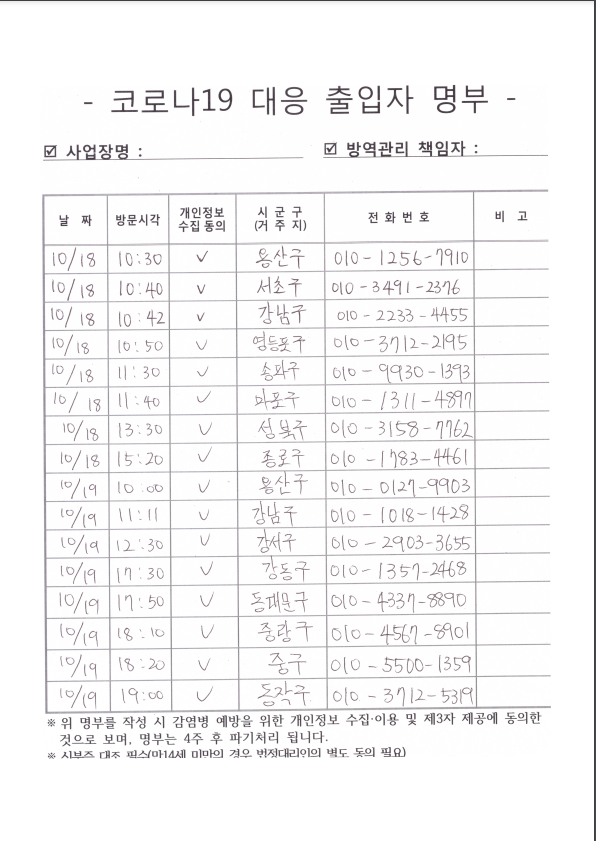 - 코로나19 대응 출입자 명부 -
☑ 사업장명 : ☑ 방역관리 책임자 :
날 짜 방문시각 개인정보 수집 동의 시 군 구 (거 주 지) 전 화 번 호 비 고
10/18 10:30 ✓ 용산구 010-1256-7910
10/18 10:40 ✓ 서초구 010-3491-2376
10/18 10:42 ✓ 강남구 010-2233-4455
10/18 10:50 ✓ 영등포구 010-3712-2195
10/18 11:30 ✓ 송파구 010-9930-1393
10/18 11:40 ✓ 마포구 010-1311-4897
10/18 13:30 ✓ 성북구 010-3158-7762
10/18 15:20 ✓ 종로구 010-1783-4461
10/19 10:00 ✓ 용산구 010-0127-9903
10/19 11:11 ✓ 강남구 010-1018-1428
10/19 12:30 ✓ 강서구 010-2903-3655
10/19 17:30 ✓ 강동구 010-1357-2468
10/19 17:50 ✓ 동대문구 010-4337-8890
10/19 18:10 ✓ 중랑구 010-4567-8901
10/19 18:20 ✓ 중구 010-5500-1359
10/19 19:00 ✓ 동작구 010-3712-5319
※ 위 명부를 작성 시 감염병 예방을 위한 개인정보 수집·이용 및 제3자 제공에 동의한
것으로 보며, 명부는 4주 후 파기처리 됩니다.
※ 신분증 대조 필수(만14세 미만의 경우 법정대리인의 별도 동의 필요)